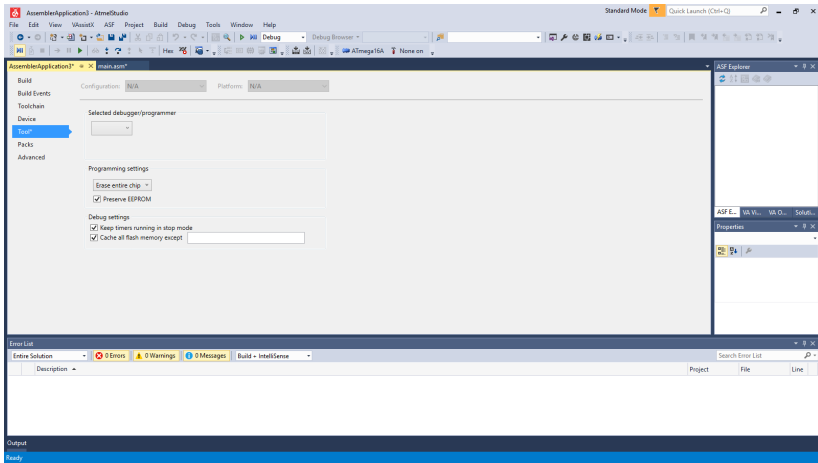 AssemblerApplication3 - AtmelStudio
Standard Mode
Quick Launch (Ctrl+Q)
File Edit View VAssistX ASF Project Build Debug Tools Window Help
Debug
Debug Browser
Hex
ATmega16A
None on
AssemblerApplication3*
main.asm*
ASF Explorer
Build
Build Events
Toolchain
Device
Tool*
Packs
Advanced
Configuration: N/A
Platform: N/A
Selected debugger/programmer
Programming settings
Erase entire chip
Preserve EEPROM
Debug settings
Keep timers running in stop mode
Cache all flash memory except
ASF E... VA Vi... VA O... Soluti...
Properties
Error List
Entire Solution
0 Errors
0 Warnings
0 Messages
Build + IntelliSense
Search Error List
Description
Project
File
Line
Output
Ready